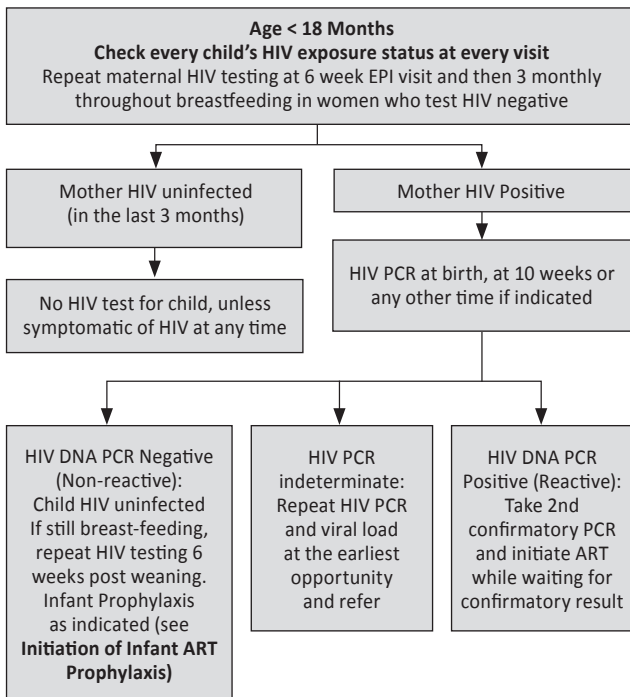 Age < 18 Months
Check every child's HIV exposure status at every visit
Repeat maternal HIV testing at 6 week EPI visit and then 3 monthly
throughout breastfeeding in women who test HIV negative
Mother HIV uninfected
(in the last 3 months)
Mother HIV Positive
No HIV test for child, unless
symptomatic of HIV at any time
HIV PCR at birth, at 10 weeks or
any other time if indicated
HIV DNA PCR Negative
(Non-reactive):
Child HIV uninfected
If still breast-feeding,
repeat HIV testing 6
weeks post weaning.
Infant Prophylaxis
as indicated (see
Initiation of Infant ART
Prophylaxis)
HIV PCR
indeterminate:
Repeat HIV PCR
and viral load
at the earliest
opportunity
and refer
HIV DNA PCR
Positive (Reactive):
Take 2nd
confirmatory PCR
and initiate ART
while waiting for
confirmatory result